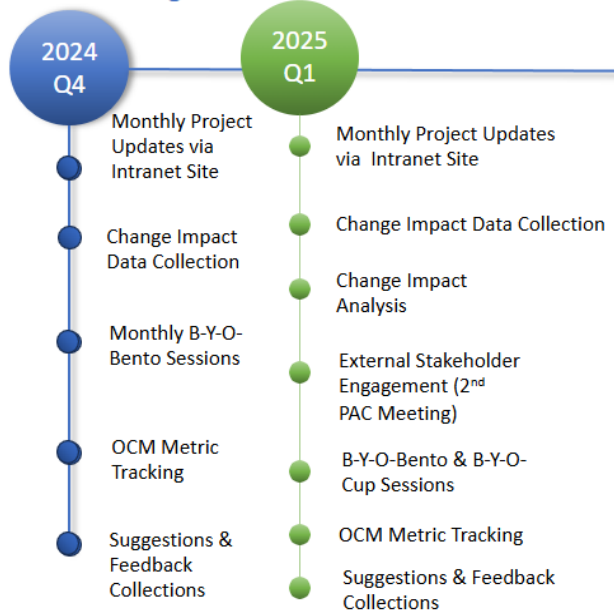 2024
Q4
Monthly Project
Updates via
Intranet Site
Change Impact
Data Collection
Monthly B-Y-O-
Bento Sessions
OCM Metric
Tracking
Suggestions &
Feedback
Collections
2025
Q1
Monthly Project Updates
via Intranet Site
Change Impact Data Collection
Change Impact
Analysis
External Stakeholder
Engagement (2nd
PAC Meeting)
B-Y-O-Bento & B-Y-O-
Cup Sessions
OCM Metric Tracking
Suggestions & Feedback
Collections